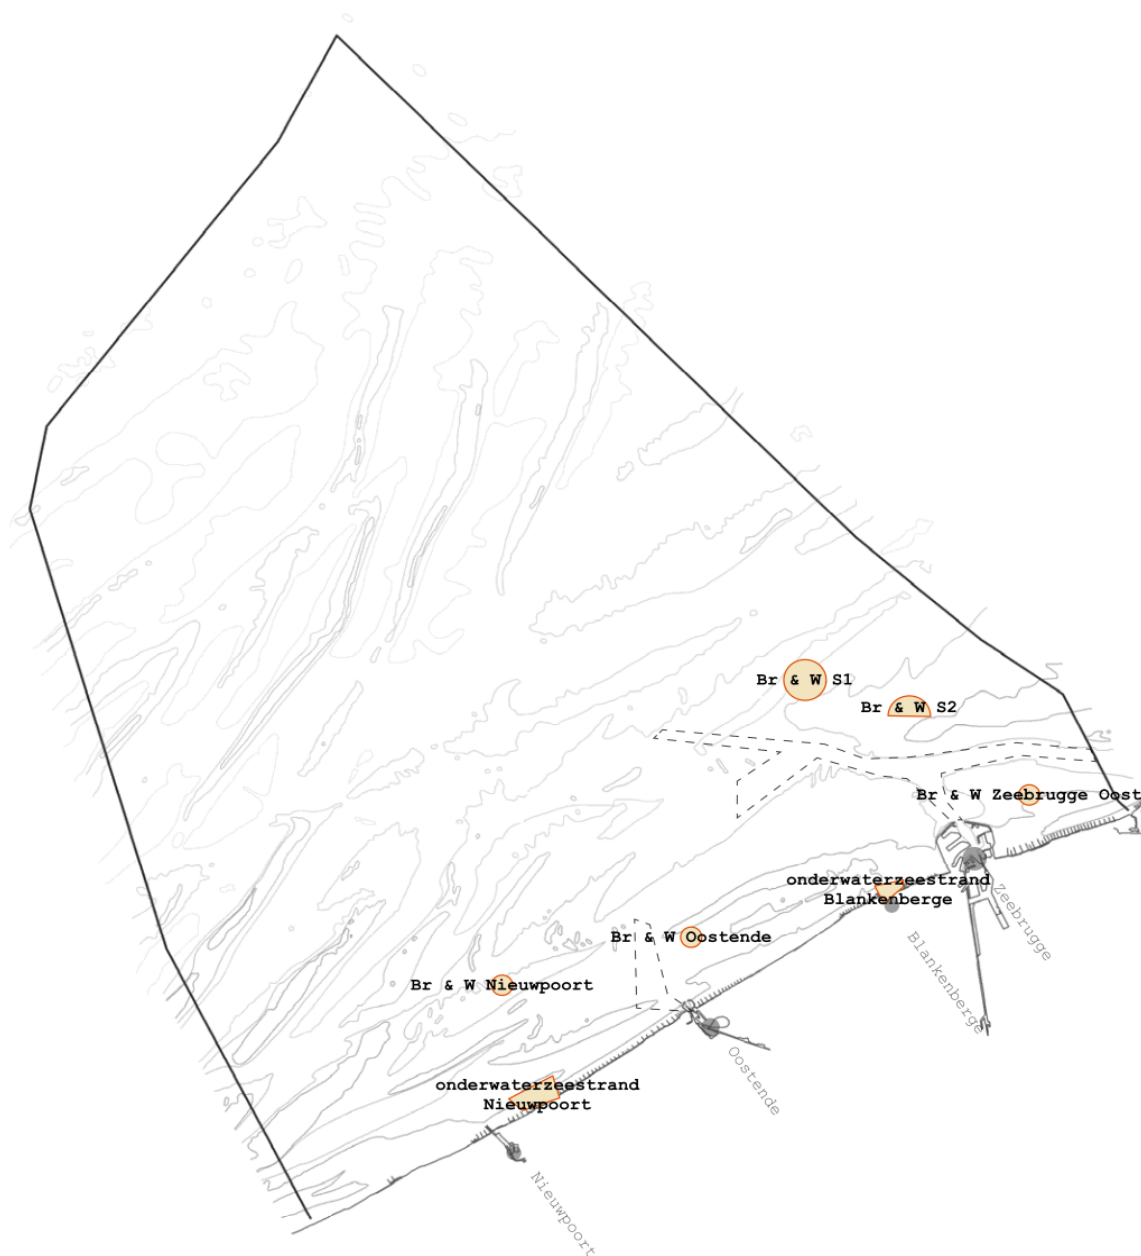 Br & W S1
Br & W S2
Br & W Zeebrugge Oost
onderwaterzeestrand
Blankenberge
Zeebrugge
Br & W Oostende
Blankenberge
Br & W Nieuwpoort
Oostende
onderwaterzeestrand
Nieuwpoort
Nieuwpoort